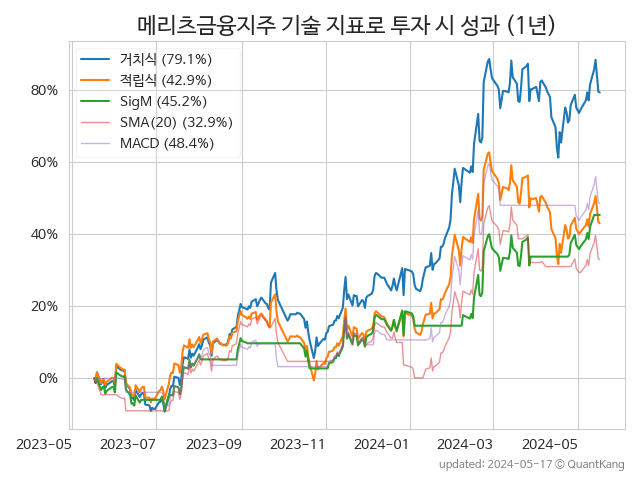 메리츠금융지주 기술 지표로 투자 시 성과 (1년)
거치식 (79.1%)
적립식 (42.9%)
SigM (45.2%)
SMA(20) (32.9%)
MACD (48.4%)
80%
60%
40%
20%
0%
2023-05 2023-07 2023-09 2023-11 2024-01 2024-03 2024-05
updated: 2024-05-17 © QuantKang